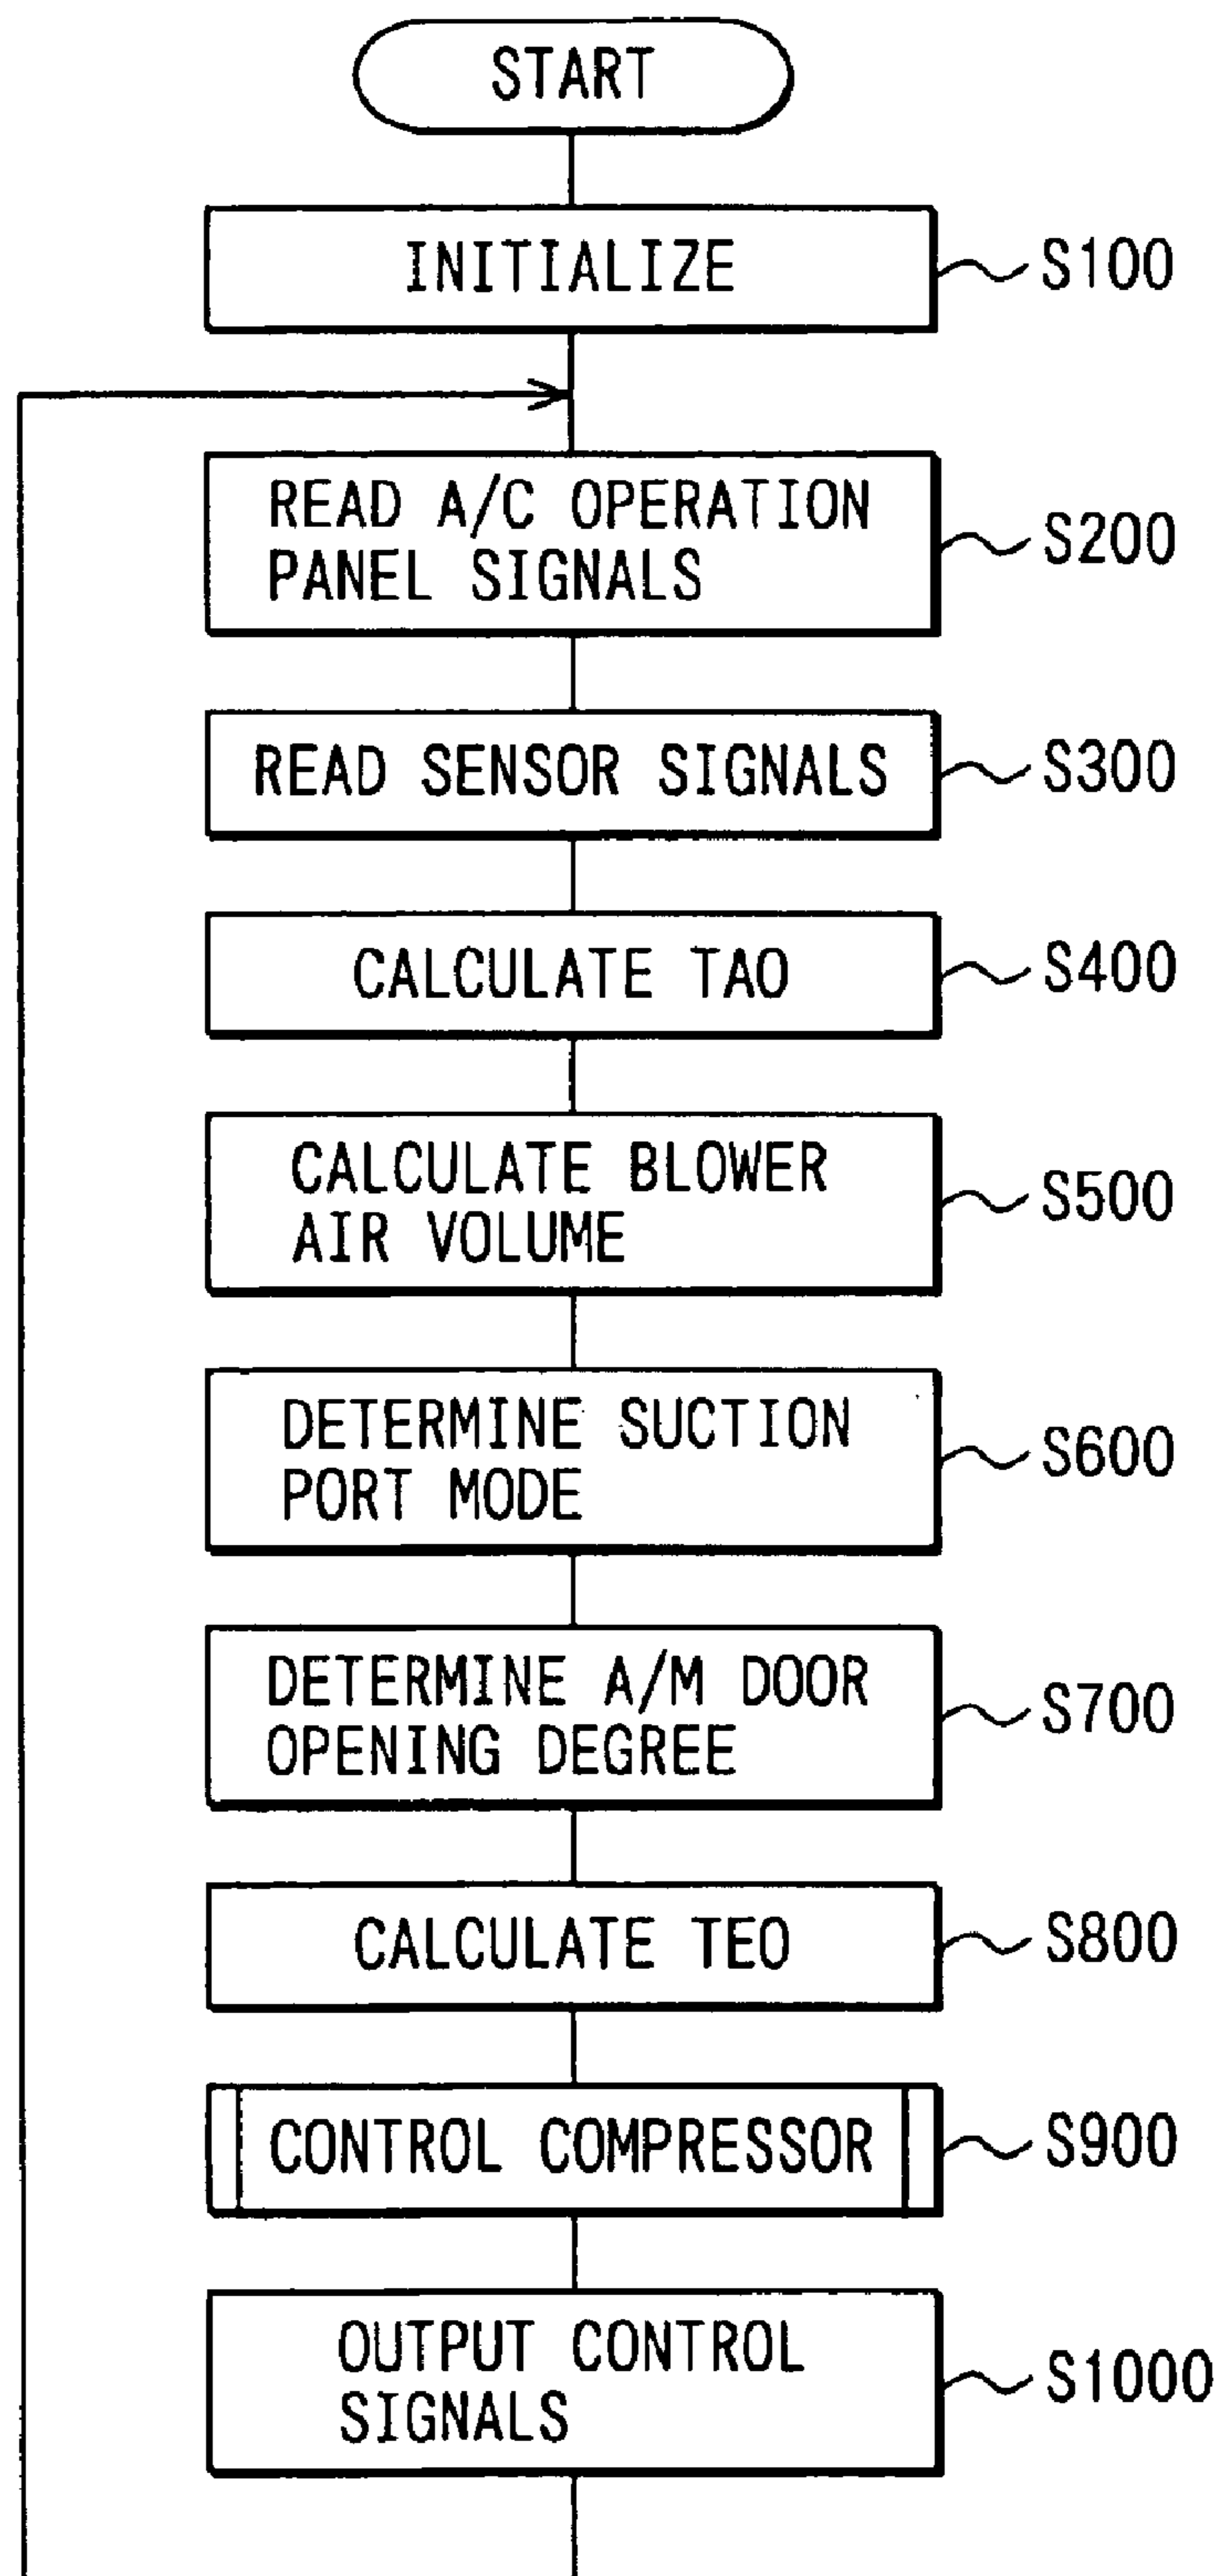 START
INITIALIZE
S100
READ A/C OPERATION
PANEL SIGNALS
S200
READ SENSOR SIGNALS
S300
CALCULATE TAO
S400
CALCULATE BLOWER
AIR VOLUME
S500
DETERMINE SUCTION
PORT MODE
S600
DETERMINE A/M DOOR
OPENING DEGREE
S700
CALCULATE TEO
S800
CONTROL COMPRESSOR
S900
OUTPUT CONTROL
SIGNALS
S1000